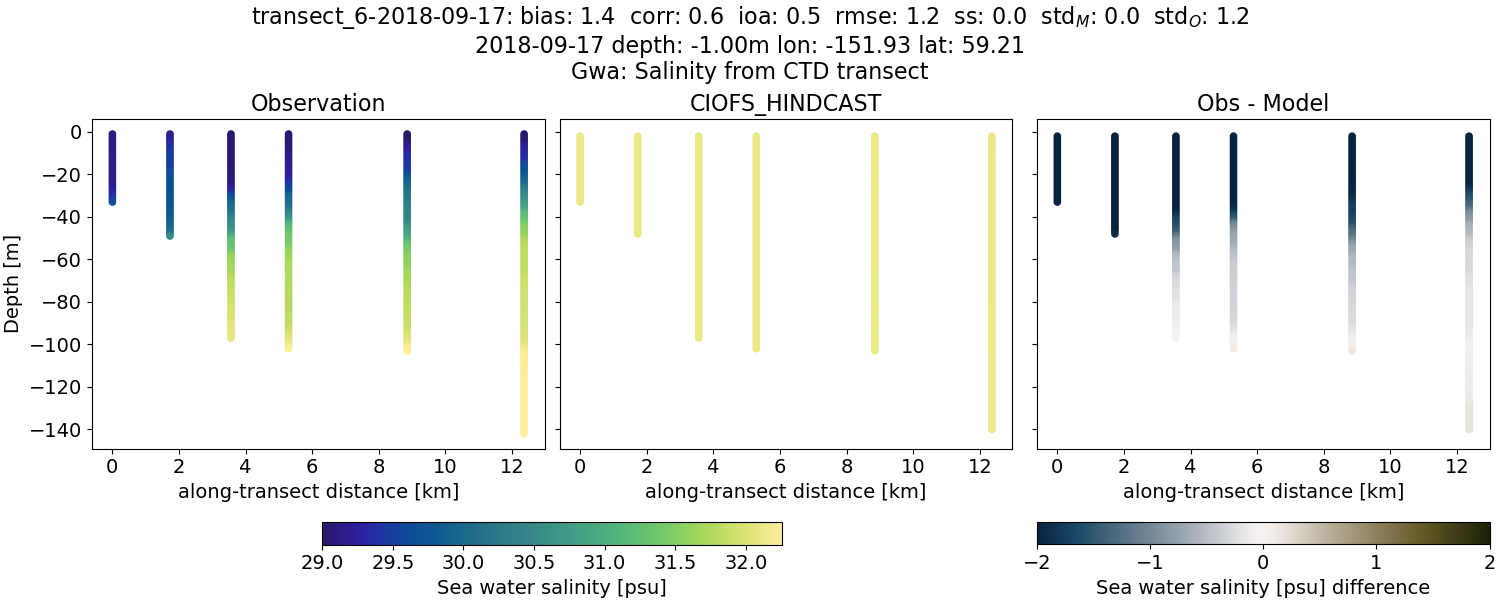 transect_6-2018-09-17: bias: 1.4  corr: 0.6  ioa: 0.5  rmse: 1.2  ss: 0.0  std_M: 0.0  std_O: 1.2
2018-09-17 depth: -1.00m lon: -151.93 lat: 59.21
Gwa: Salinity from CTD transect
Observation
CIOFS_HINDCAST
Obs - Model
Depth [m]
0
−20
−40
−60
−80
−100
−120
−140
0 2 4 6 8 10 12
0 2 4 6 8 10 12
0 2 4 6 8 10 12
along-transect distance [km]
along-transect distance [km]
along-transect distance [km]
29.0 29.5 30.0 30.5 31.0 31.5 32.0
Sea water salinity [psu]
−2 −1 0 1 2
Sea water salinity [psu] difference